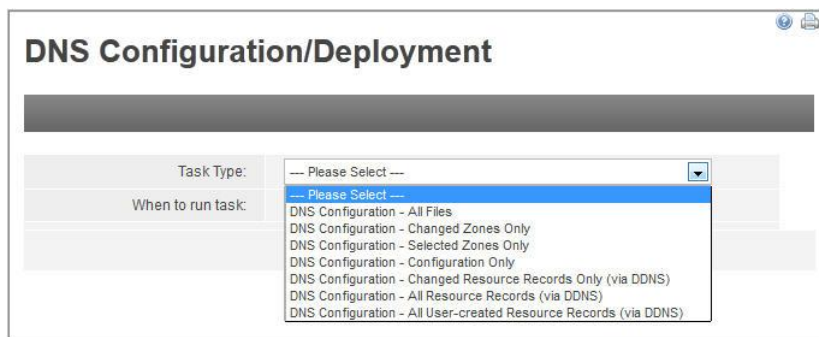 DNS Configuration/Deployment
Task Type:
--- Please Select ---
--- Please Select ---
When to run task:
DNS Configuration - All Files
DNS Configuration - Changed Zones Only
DNS Configuration - Selected Zones Only
DNS Configuration - Configuration Only
DNS Configuration - Changed Resource Records Only (via DDNS)
DNS Configuration - All Resource Records (via DDNS)
DNS Configuration - All User-created Resource Records (via DDNS)